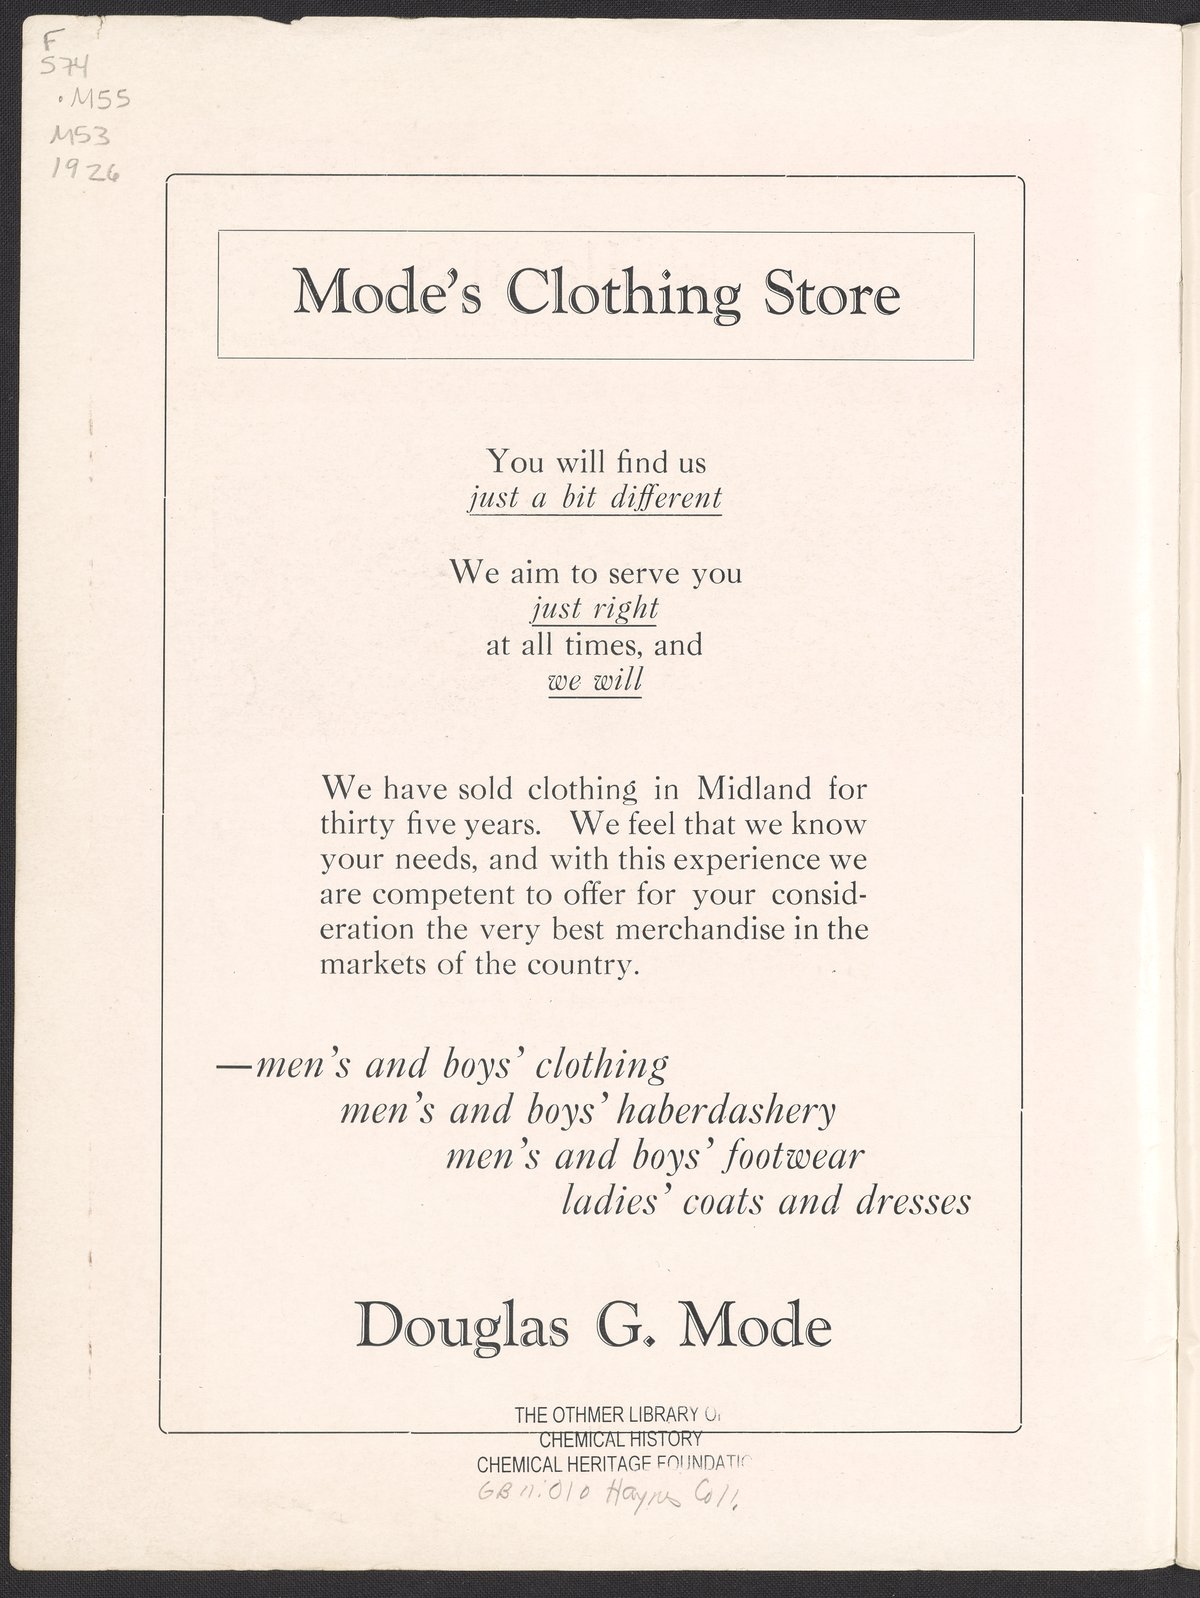 F
574
.M55
M53
1926
Mode's Clothing Store
You will find us
just a bit different
We aim to serve you
just right
at all times, and
we will
We have sold clothing in Midland for
thirty five years. We feel that we know
your needs, and with this experience we
are competent to offer for your consid-
eration the very best merchandise in the
markets of the country.
—men's and boys' clothing
men's and boys' haberdashery
men's and boys' footwear
ladies' coats and dresses
Douglas G. Mode
THE OTHMER LIBRARY OF
CHEMICAL HISTORY
CHEMICAL HERITAGE FOUNDATIO
Haynes Coll.